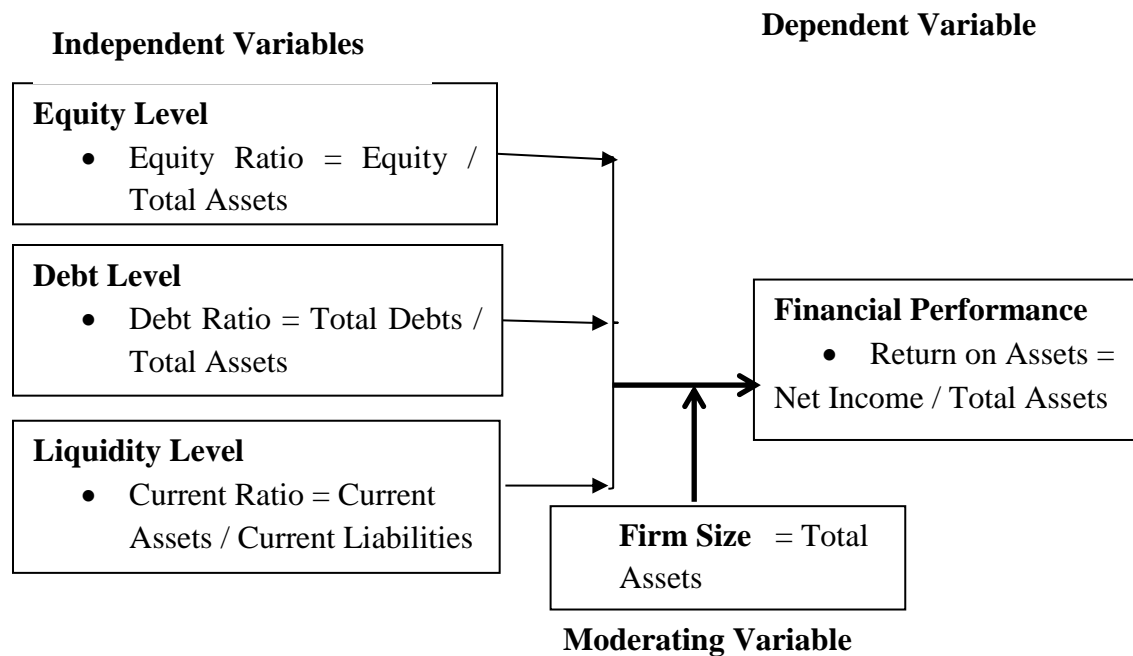 Independent Variables
Dependent Variable
Equity Level
• Equity Ratio = Equity /
Total Assets
Debt Level
• Debt Ratio = Total Debts /
Total Assets
Liquidity Level
• Current Ratio = Current
Assets / Current Liabilities
Financial Performance
• Return on Assets =
Net Income / Total Assets
Firm Size = Total
Assets
Moderating Variable